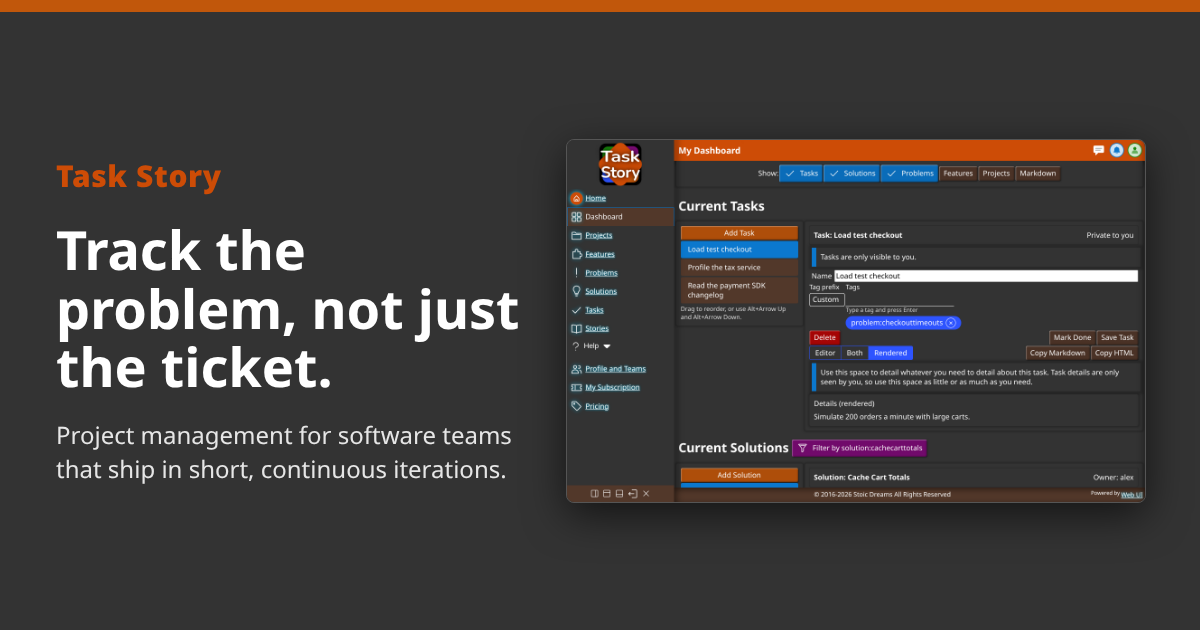 Task Story
Track the
problem, not just
the ticket.
Project management for software teams
that ship in short, continuous iterations.
Task
Story
Home
Dashboard
Projects
Features
Problems
Solutions
Tasks
Stories
Help
Profile and Teams
My Subscription
Pricing
My Dashboard
Show: Tasks Solutions Problems Features Projects Markdown
Current Tasks
Add Task
Load test checkout
Profile the tax service
Read the payment SDK
changelog
Drag to reorder, or use Alt+Arrow Up
and Alt+Arrow Down.
Task: Load test checkout Private to you
Tasks are only visible to you.
Name Load test checkout
Tag prefix Tags
Custom
Type a tag and press Enter
problem:checkouttimeouts
Delete Mark Done Save Task
Editor Both Rendered Copy Markdown Copy HTML
Use this space to detail whatever you need to detail about this task. Task details are only
seen by you, so use this space as little or as much as you need.
Details (rendered)
Simulate 200 orders a minute with large carts.
Current Solutions Filter by solution:cachecarttotals
Add Solution
Solution: Cache Cart Totals Owner: alex
© 2016-2026 Stoic Dreams All Rights Reserved Powered by Web UI